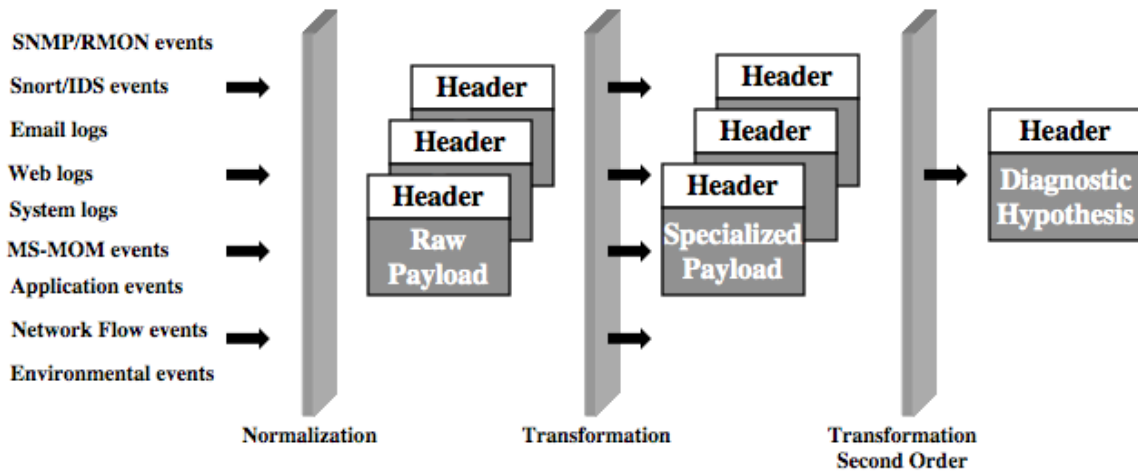 SNMP/RMON events
Snort/IDS events
Email logs
Web logs
System logs
MS-MOM events
Application events
Network Flow events
Environmental events
Normalization
Header
Header
Header
Raw
Payload
Transformation
Header
Header
Header
Specialized
Payload
Transformation
Second Order
Header
Diagnostic
Hypothesis